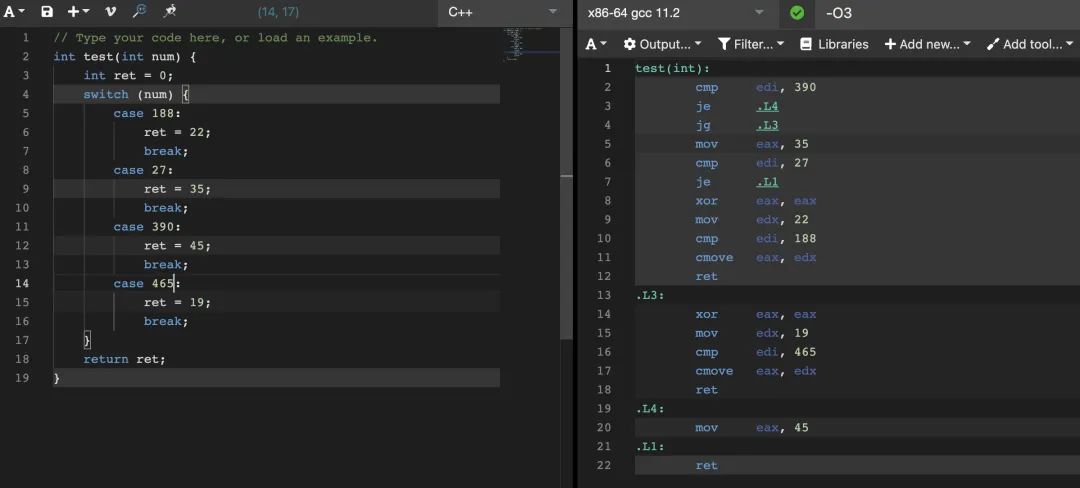 A
(14, 17)
C++
1 // Type your code here, or load an example.
2 int test(int num) {
3 int ret = 0;
4 switch (num) {
5 case 188:
6 ret = 22;
7 break;
8 case 27:
9 ret = 35;
10 break;
11 case 390:
12 ret = 45;
13 break;
14 case 465:
15 ret = 19;
16 break;
17 }
18 return ret;
19 }
x86-64 gcc 11.2
-O3
A Output... Filter... Libraries Add new... Add tool...
1 test(int):
2 cmp edi, 390
3 je .L4
4 jg .L3
5 mov eax, 35
6 cmp edi, 27
7 je .L1
8 xor eax, eax
9 mov edx, 22
10 cmp edi, 188
11 cmove eax, edx
12 ret
13 .L3:
14 xor eax, eax
15 mov edx, 19
16 cmp edi, 465
17 cmove eax, edx
18 ret
19 .L4:
20 mov eax, 45
21 .L1:
22 ret